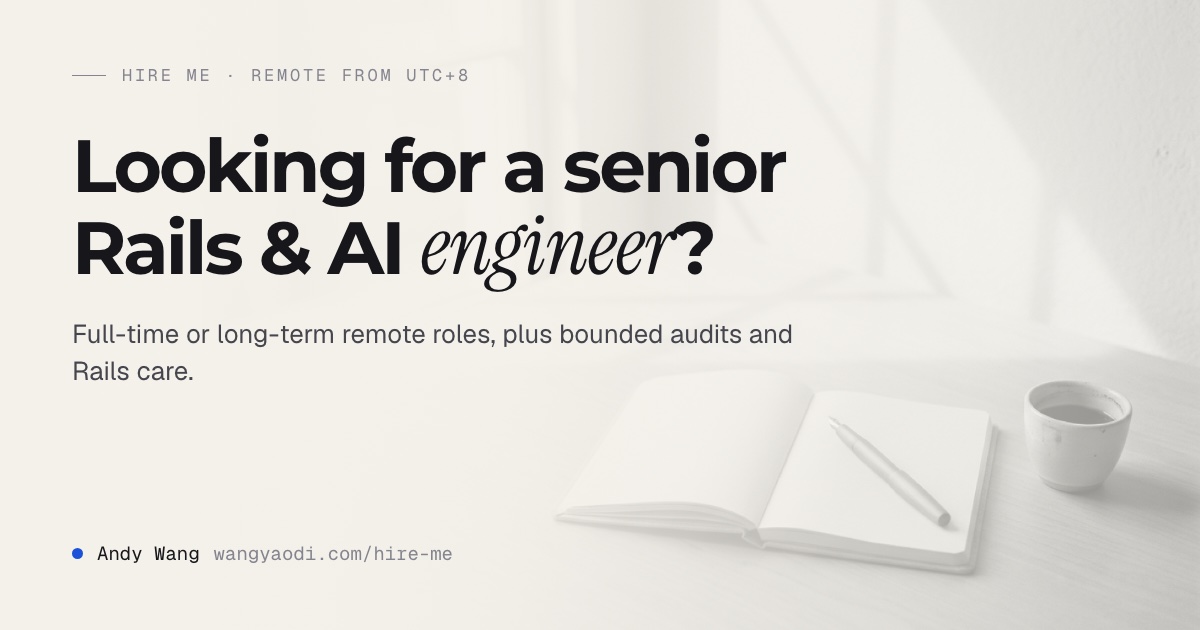 HIRE ME · REMOTE FROM UTC+8
Looking for a senior
Rails & AI engineer?
Full-time or long-term remote roles, plus bounded audits and
Rails care.
Andy Wang wangyaodi.com/hire-me